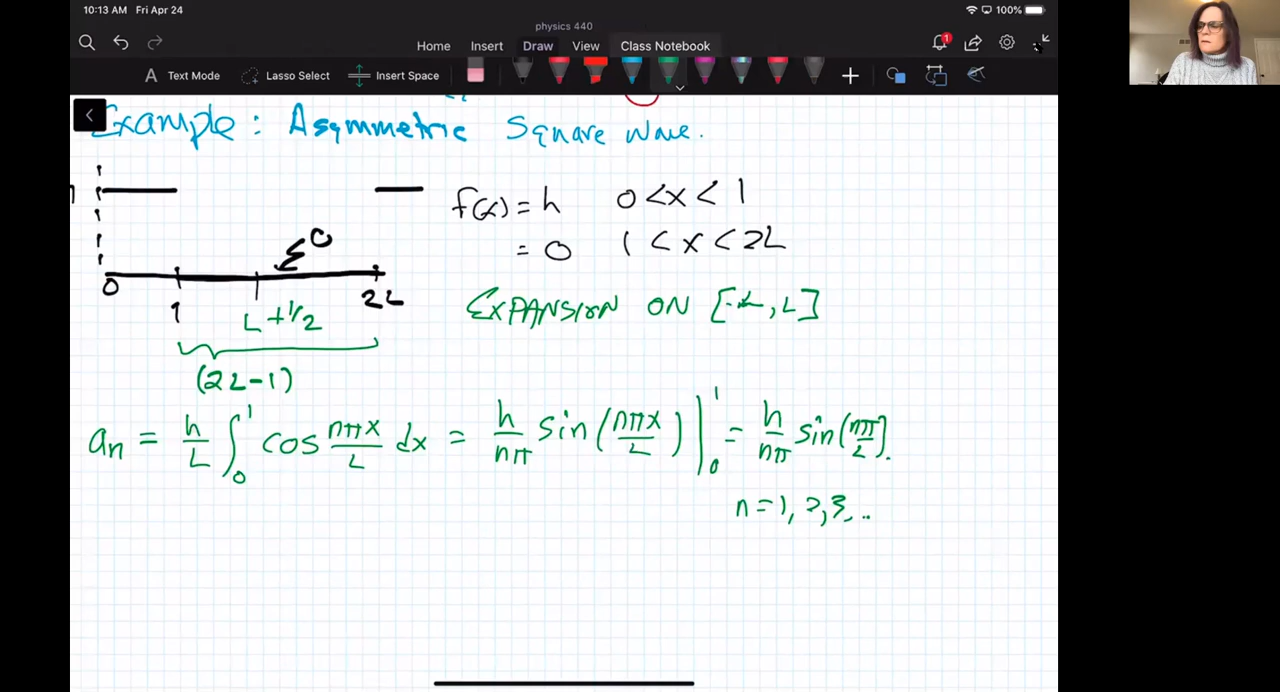 10:13 AM Fri Apr 24
100%
physics 440
Home Insert Draw View Class Notebook
1
Text Mode Lasso Select Insert Space
Example: Asymmetric Square Wave.
f(x) = h 0 < x < 1
= 0 1 < x < 2L
0
0 1 L + 1/2 2L
EXPANSION ON [-L, L]
(2L-1)
an = h/L ∫₀¹ cos nπx/L dx = h/nπ sin(nπx/L) |₀¹ = h/nπ sin(nπ/L).
n = 1, 2, 3, ..